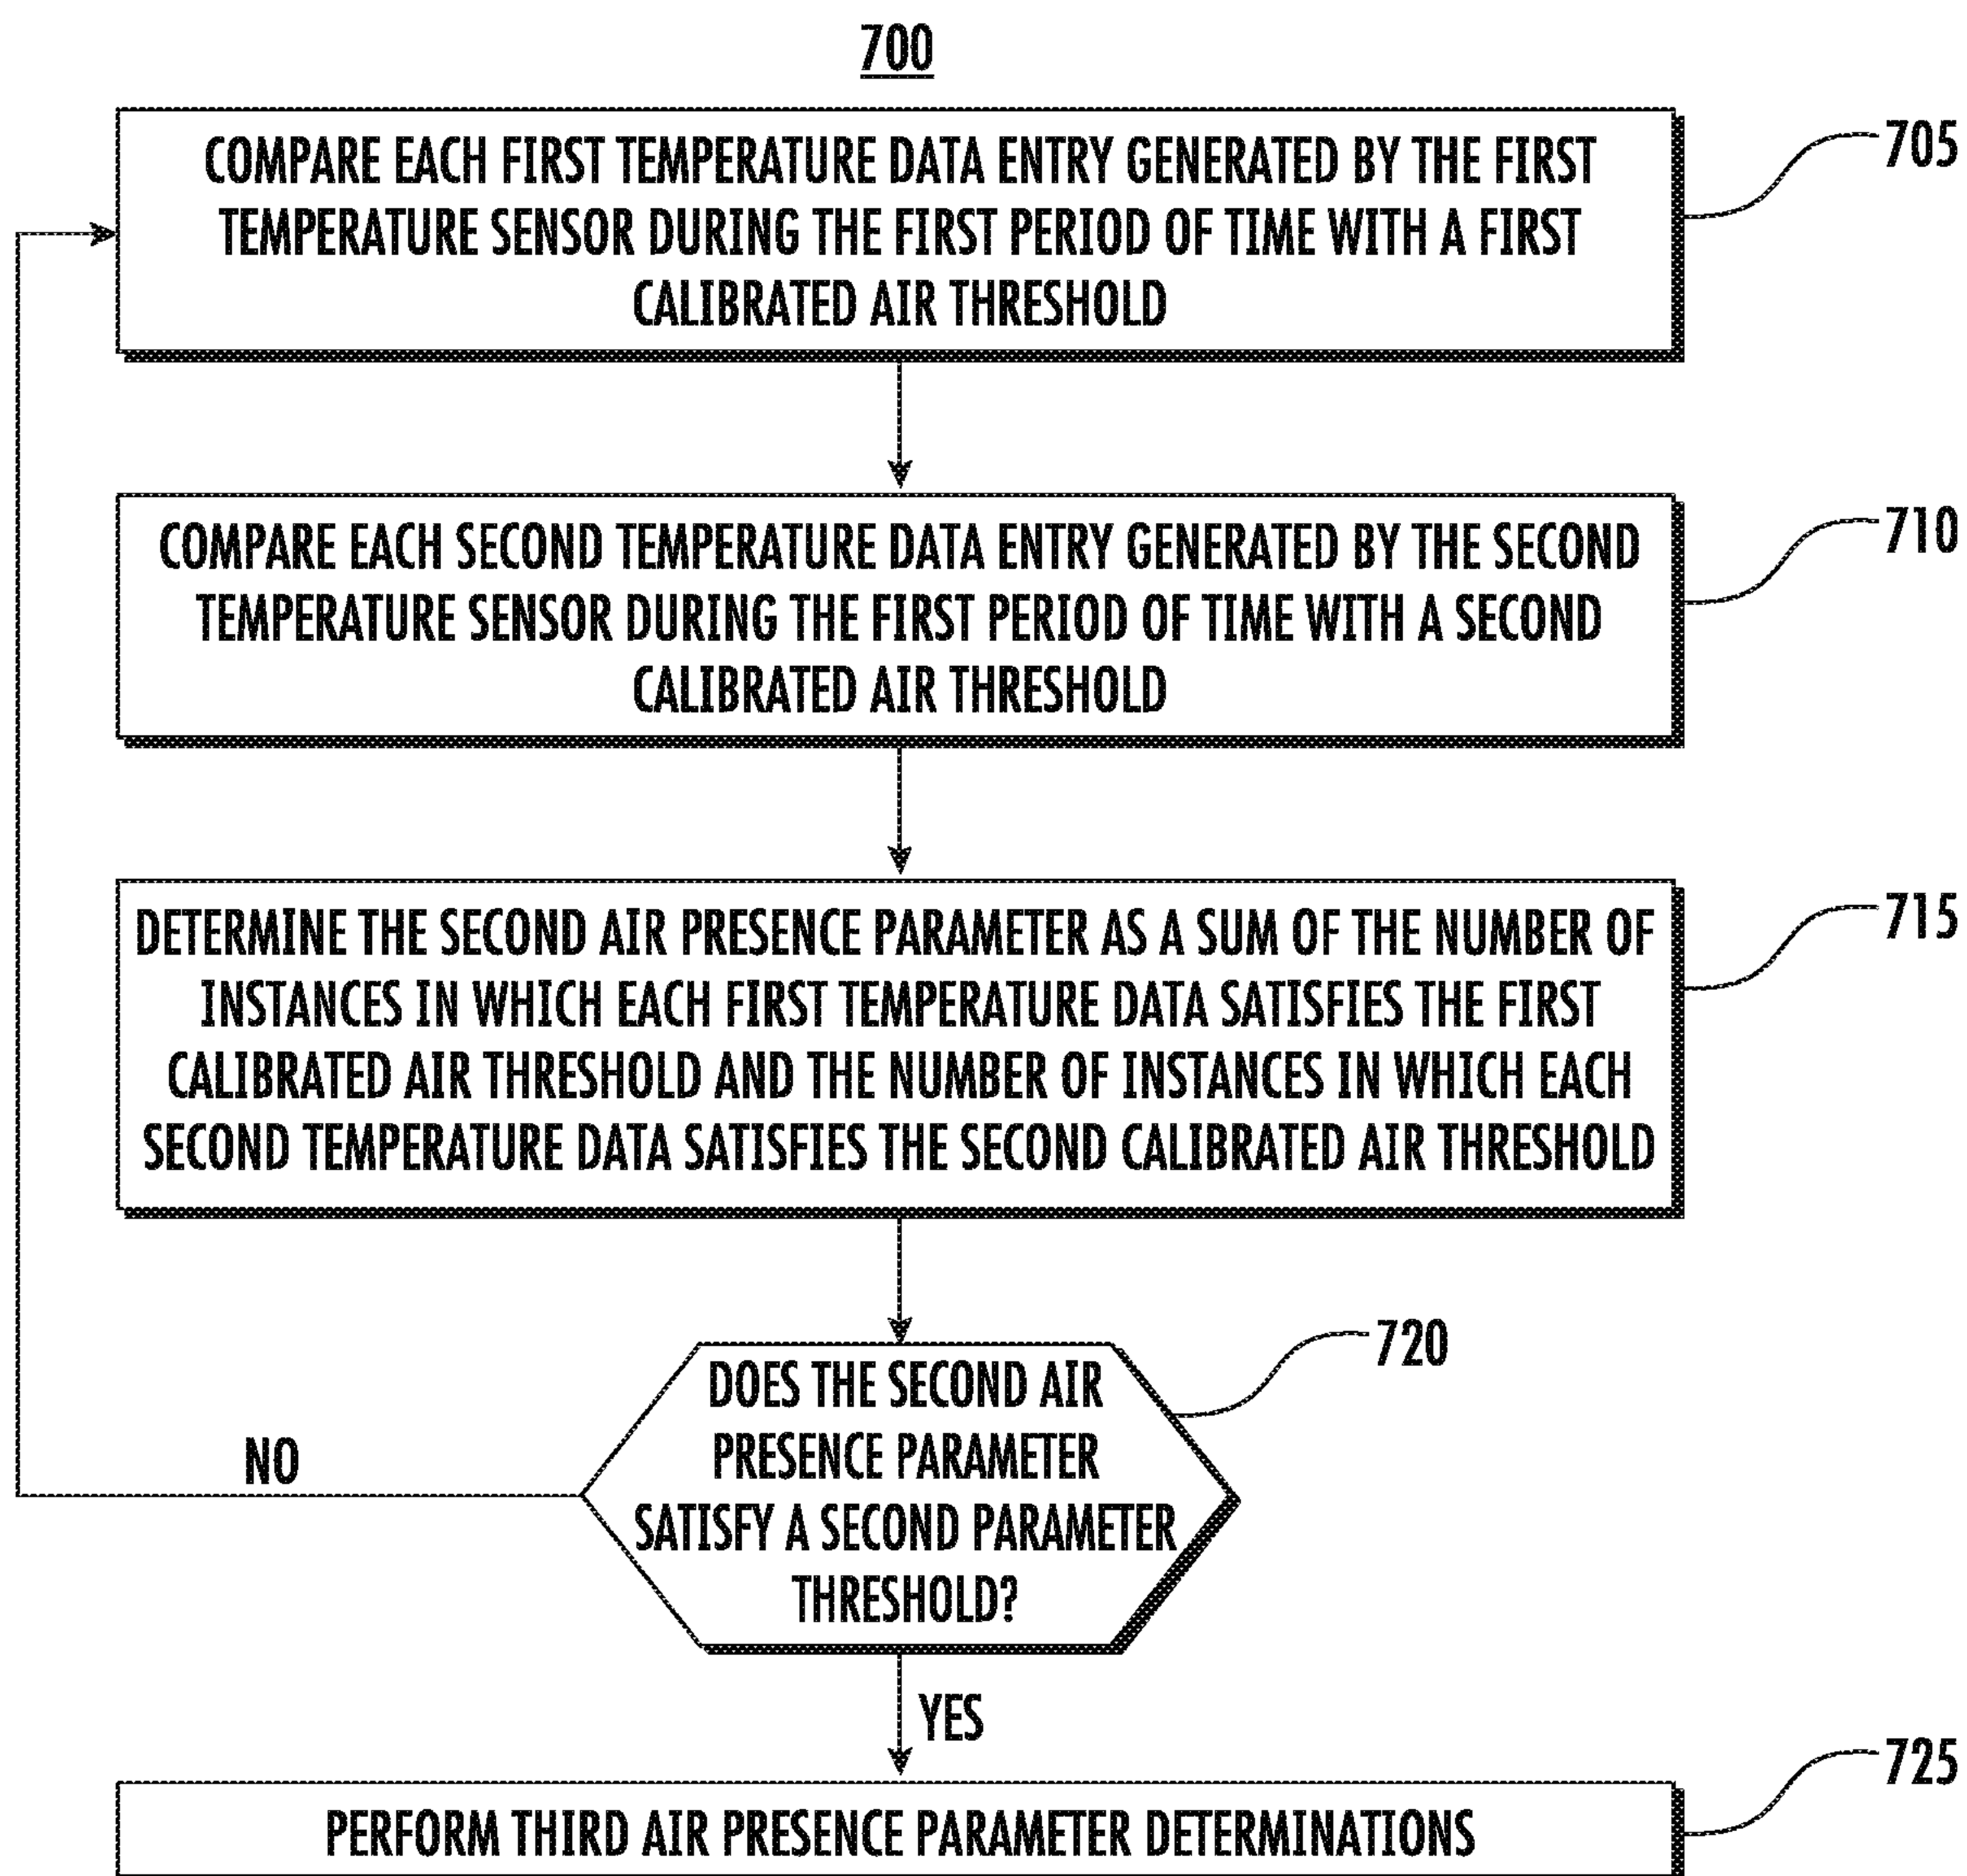 700
COMPARE EACH FIRST TEMPERATURE DATA ENTRY GENERATED BY THE FIRST
TEMPERATURE SENSOR DURING THE FIRST PERIOD OF TIME WITH A FIRST
CALIBRATED AIR THRESHOLD
705
COMPARE EACH SECOND TEMPERATURE DATA ENTRY GENERATED BY THE SECOND
TEMPERATURE SENSOR DURING THE FIRST PERIOD OF TIME WITH A SECOND
CALIBRATED AIR THRESHOLD
710
DETERMINE THE SECOND AIR PRESENCE PARAMETER AS A SUM OF THE NUMBER OF
INSTANCES IN WHICH EACH FIRST TEMPERATURE DATA SATISFIES THE FIRST
CALIBRATED AIR THRESHOLD AND THE NUMBER OF INSTANCES IN WHICH EACH
SECOND TEMPERATURE DATA SATISFIES THE SECOND CALIBRATED AIR THRESHOLD
715
DOES THE SECOND AIR
PRESENCE PARAMETER
SATISFY A SECOND PARAMETER
THRESHOLD?
720
NO
YES
PERFORM THIRD AIR PRESENCE PARAMETER DETERMINATIONS
725